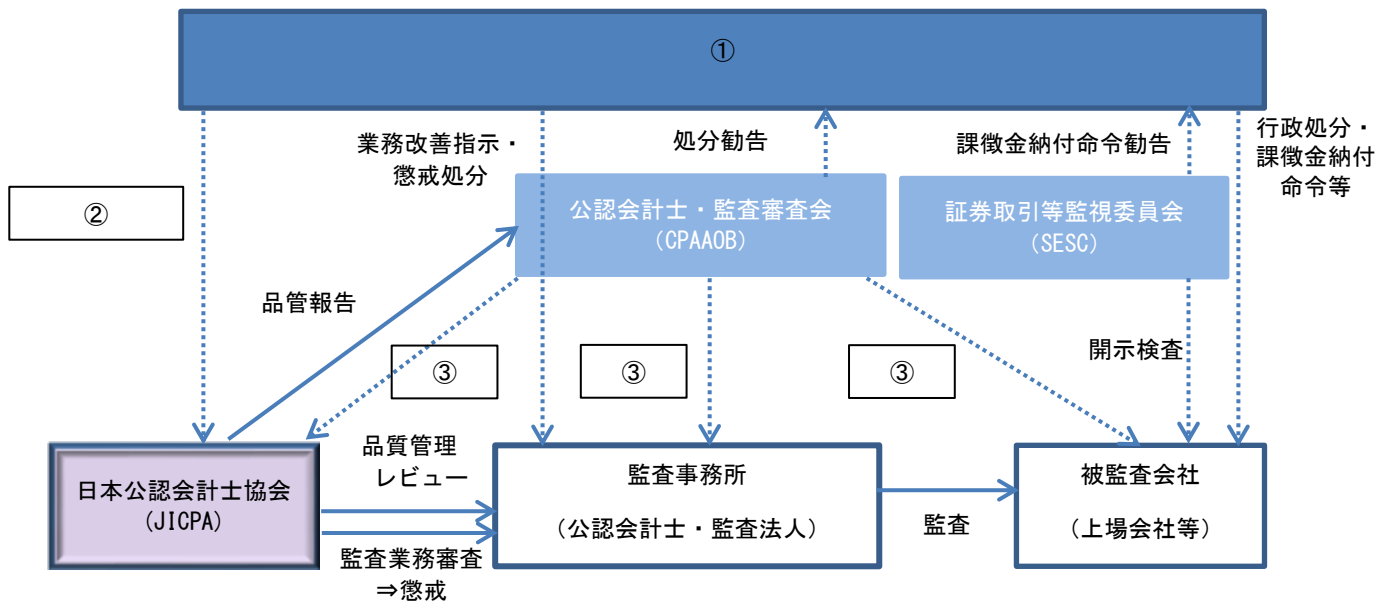 ①
業務改善指示・
懲戒処分
処分勧告
課徴金納付命令勧告
行政処分・
課徴金納付
命令等
②
公認会計士・監査審査会
(CPAAOB)
証券取引等監視委員会
(SESC)
品管報告
③
③
③
開示検査
日本公認会計士協会
(JICPA)
品質管理
レビュー
監査業務審査
⇒懲戒
監査事務所
(公認会計士・監査法人)
監査
被監査会社
(上場会社等)